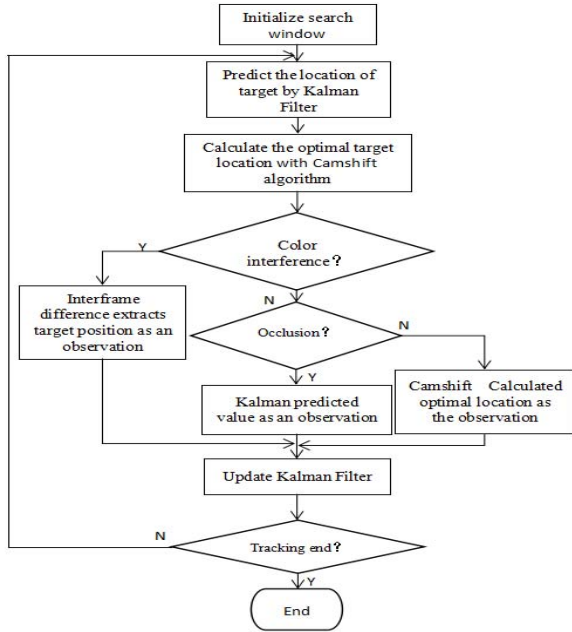 Initialize search
window
Predict the location of
target by Kalman
Filter
Calculate the optimal target
location with Camshift
algorithm
Color
interference?
Y
N
Interframe
difference extracts
target position as an
observation
Occlusion?
N
Y
Kalman predicted
value as an observation
Camshift Calculated
optimal location as
the observation
Update Kalman Filter
Tracking end?
N
Y
End